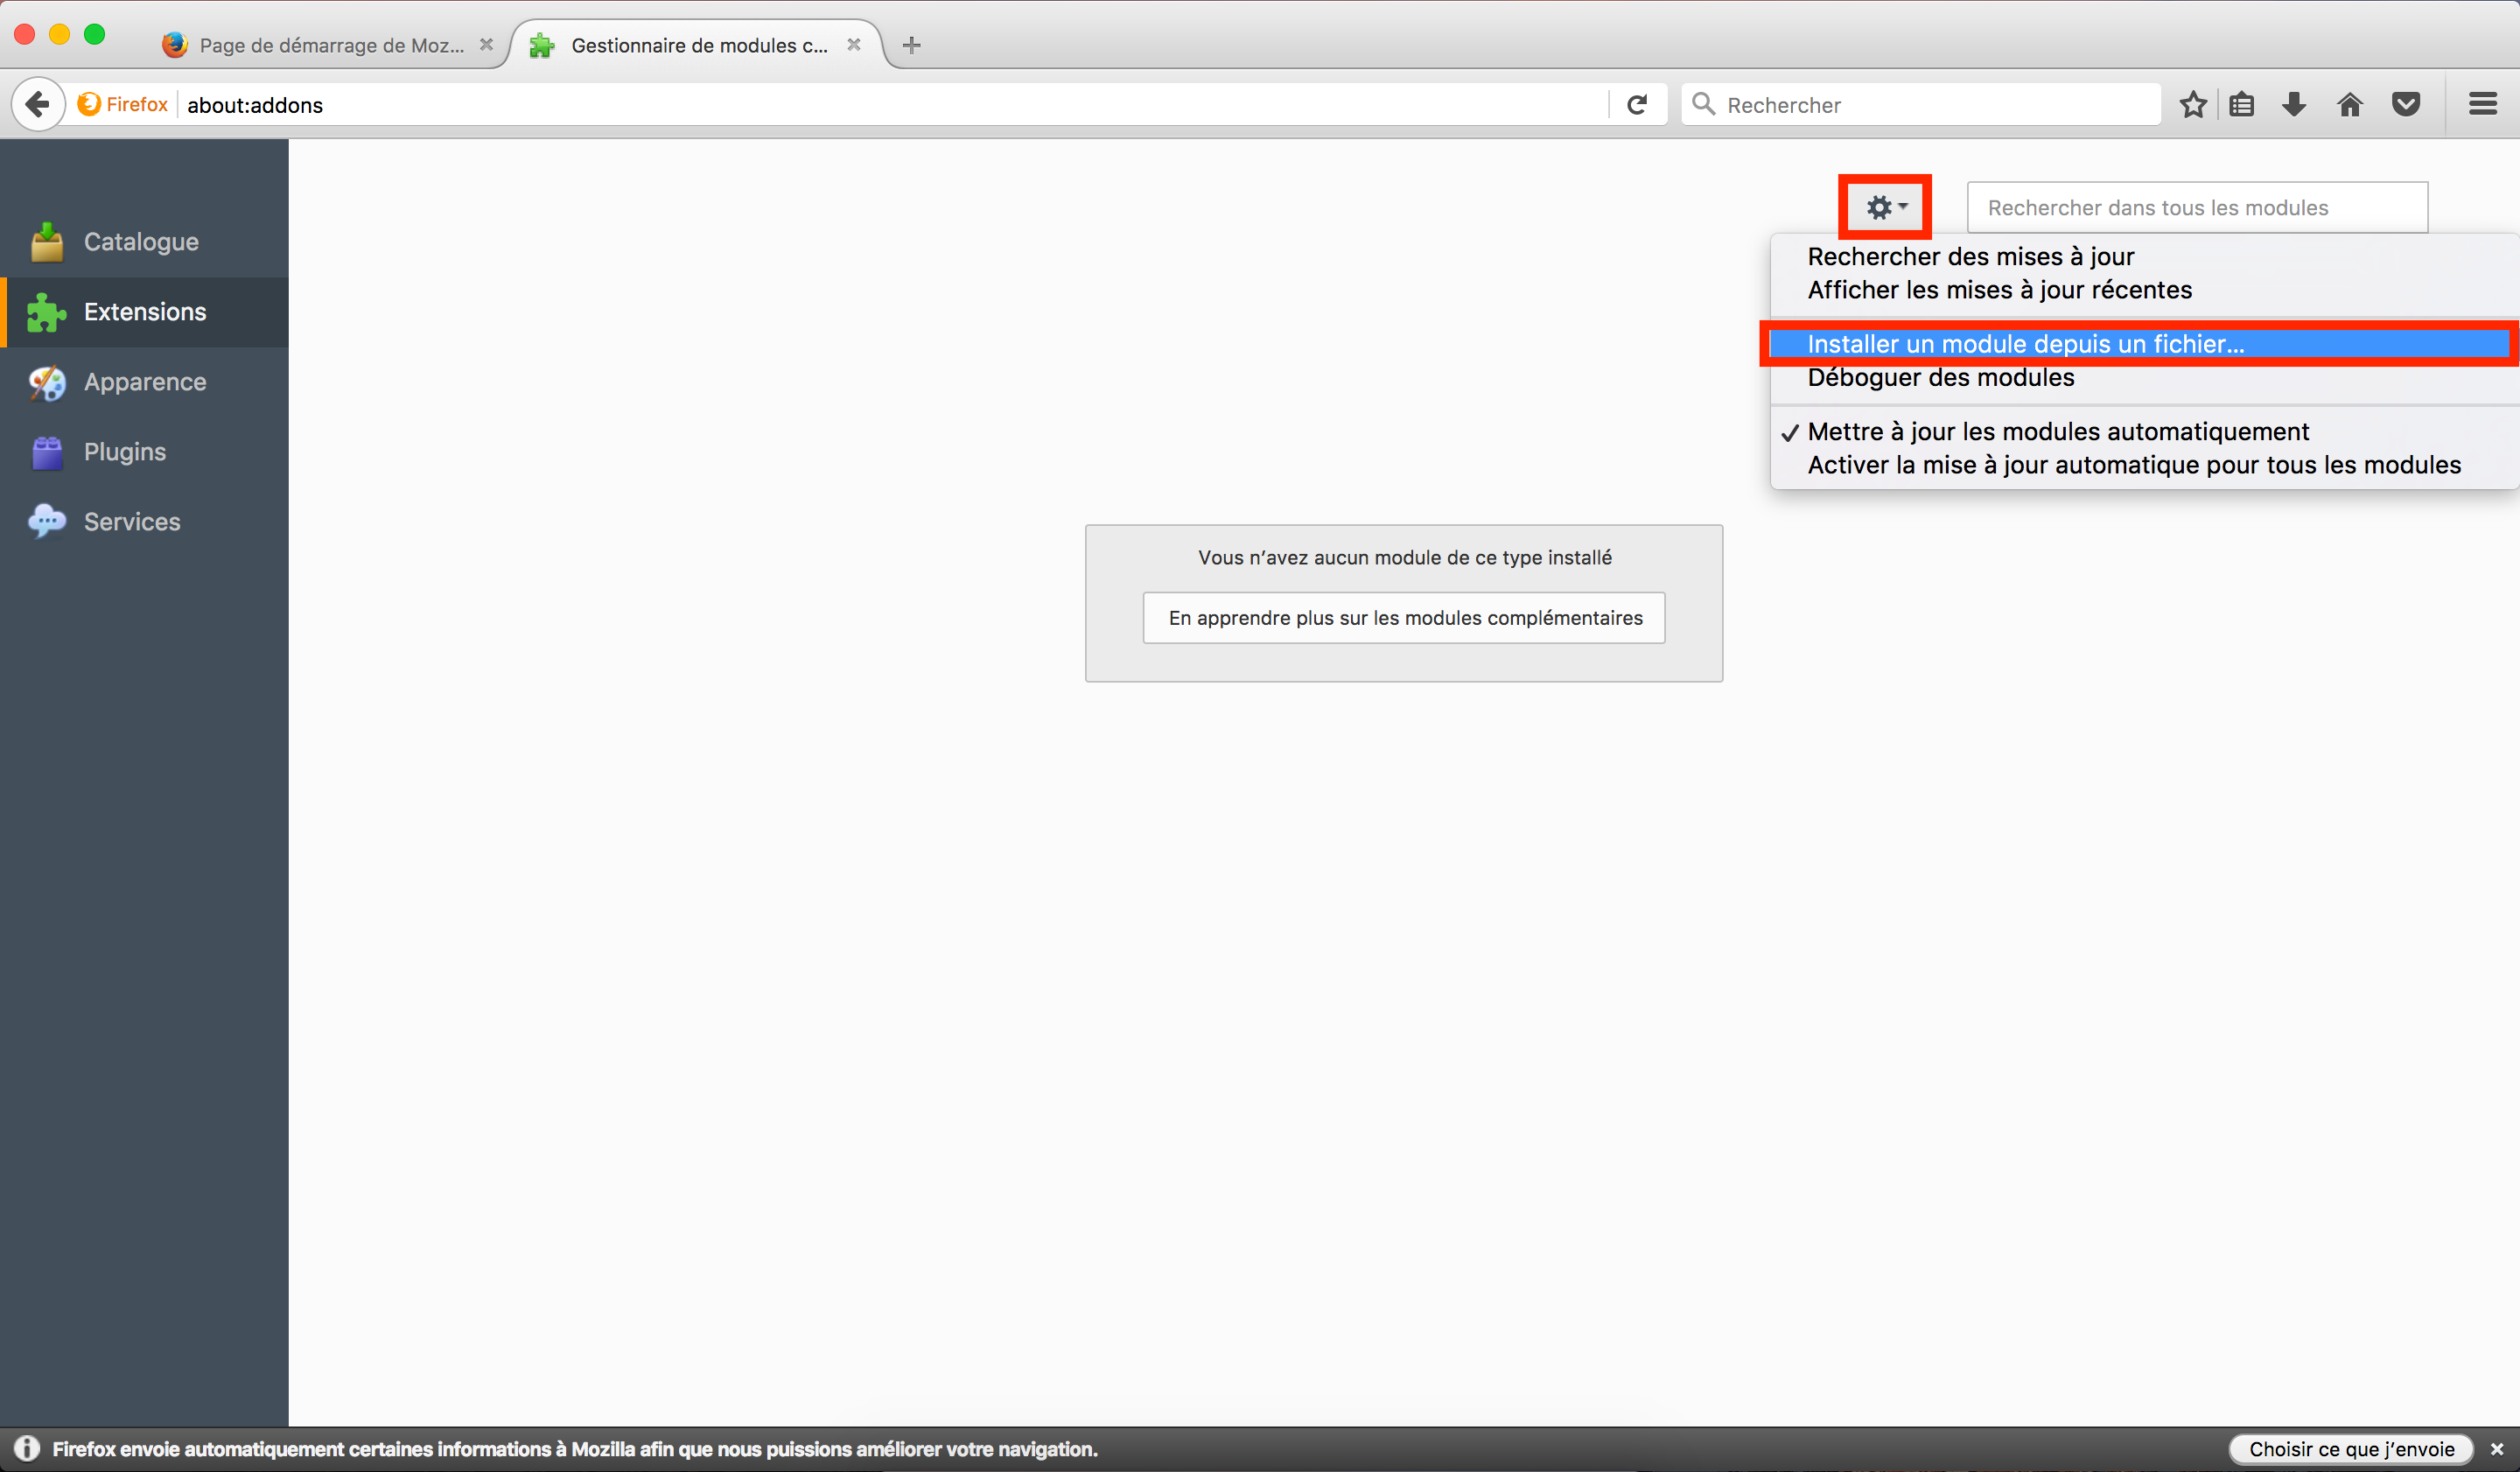 Page de démarrage de Moz...
Gestionnaire de modules c...
Firefox
about:addons
Rechercher
Catalogue
Extensions
Apparence
Plugins
Services
Rechercher dans tous les modules
Rechercher des mises à jour
Afficher les mises à jour récentes
Installer un module depuis un fichier...
Déboguer des modules
✓ Mettre à jour les modules automatiquement
Activer la mise à jour automatique pour tous les modules
Vous n’avez aucun module de ce type installé
En apprendre plus sur les modules complémentaires
Firefox envoie automatiquement certaines informations à Mozilla afin que nous puissions améliorer votre navigation.
Choisir ce que j’envoie